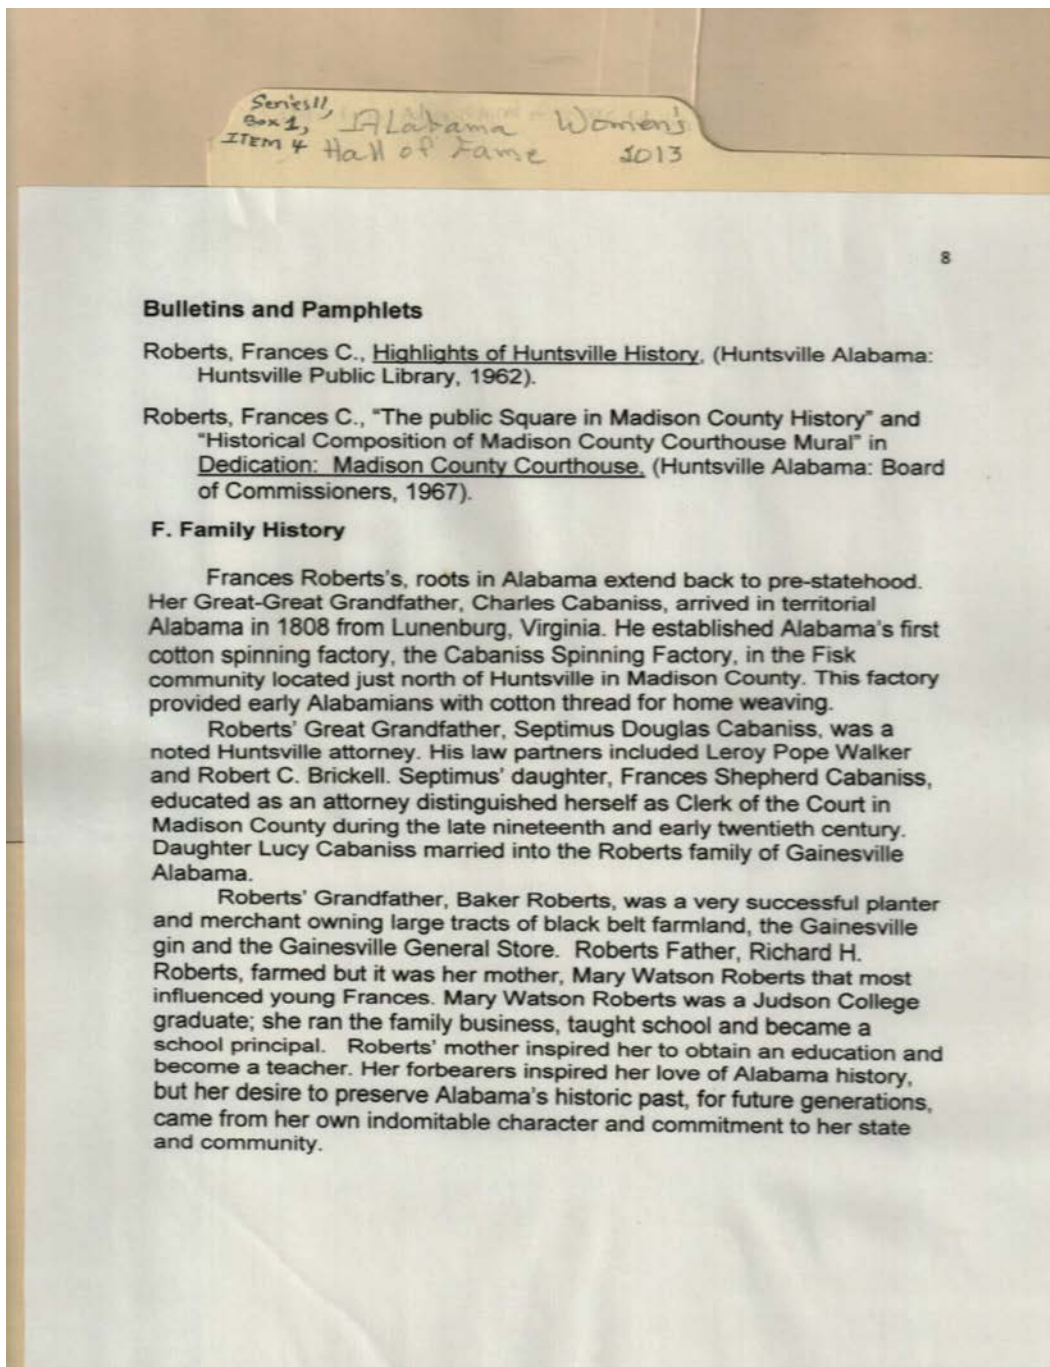 Series 11,
Box 1,
ITEM 4
Alabama Women's
Hall of Fame 2013
8
Bulletins and Pamphlets
Roberts, Frances C., Highlights of Huntsville History, (Huntsville Alabama:
Huntsville Public Library, 1962).
Roberts, Frances C., "The public Square in Madison County History" and
"Historical Composition of Madison County Courthouse Mural" in
Dedication: Madison County Courthouse, (Huntsville Alabama: Board
of Commissioners, 1967).
F. Family History
Frances Roberts's, roots in Alabama extend back to pre-statehood.
Her Great-Great Grandfather, Charles Cabaniss, arrived in territorial
Alabama in 1808 from Lunenburg, Virginia. He established Alabama's first
cotton spinning factory, the Cabaniss Spinning Factory, in the Fisk
community located just north of Huntsville in Madison County. This factory
provided early Alabamians with cotton thread for home weaving.
Roberts' Great Grandfather, Septimus Douglas Cabaniss, was a
noted Huntsville attorney. His law partners included Leroy Pope Walker
and Robert C. Brickell. Septimus' daughter, Frances Shepherd Cabaniss,
educated as an attorney distinguished herself as Clerk of the Court in
Madison County during the late nineteenth and early twentieth century.
Daughter Lucy Cabaniss married into the Roberts family of Gainesville
Alabama.
Roberts' Grandfather, Baker Roberts, was a very successful planter
and merchant owning large tracts of black belt farmland, the Gainesville
gin and the Gainesville General Store. Roberts Father, Richard H.
Roberts, farmed but it was her mother, Mary Watson Roberts that most
influenced young Frances. Mary Watson Roberts was a Judson College
graduate; she ran the family business, taught school and became a
school principal. Roberts' mother inspired her to obtain an education and
become a teacher. Her forbearers inspired her love of Alabama history,
but her desire to preserve Alabama's historic past, for future generations,
came from her own indomitable character and commitment to her state
and community.